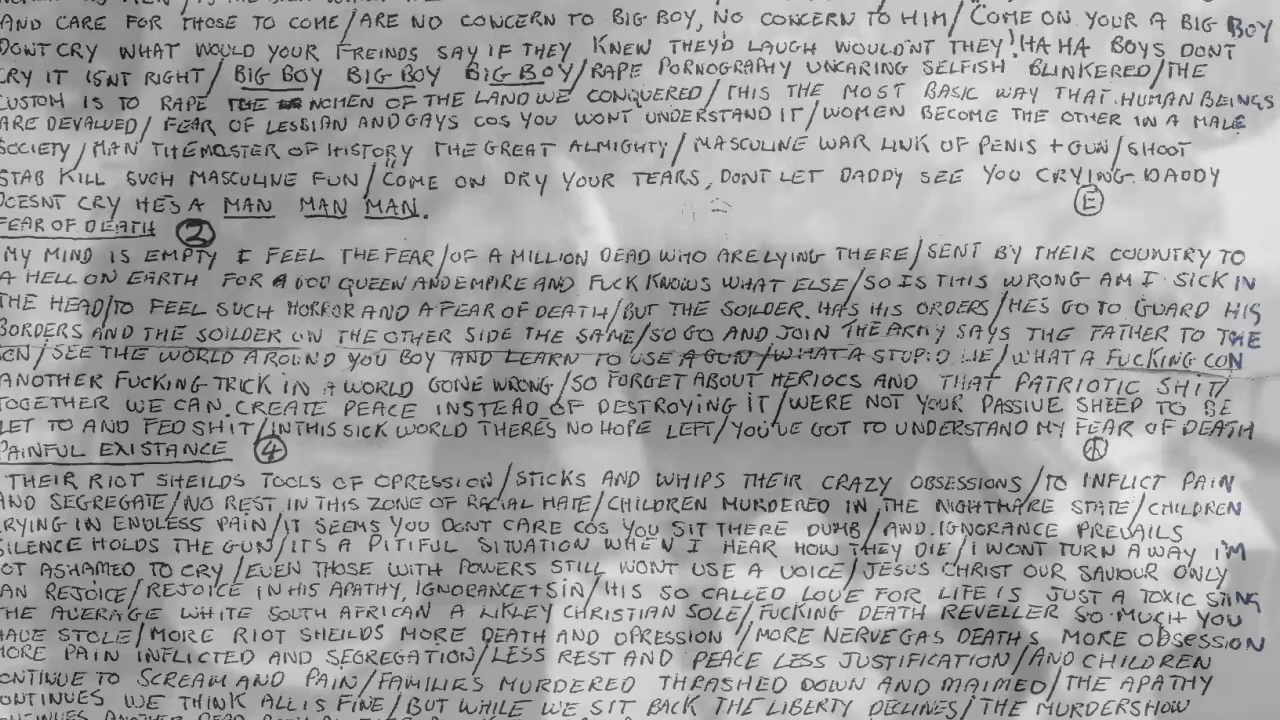 AND CARE FOR THOSE TO COME/ARE NO CONCERN TO BIG BOY, NO CONCERN TO HIM/COME ON YOUR A BIG BOY
DONT CRY WHAT WOULD YOUR FREINDS SAY IF THEY KNEW THEY'D LAUGH WOULDNT THEY! HA HA BOYS DONT
CRY IT ISNT RIGHT/BIG BOY BIG BOY BIG BOY/RAPE PORNOGRAPHY UNCARING SELFISH BLINKERED/THE
CUSTOM IS TO RAPE THE WOMEN OF THE LAND WE CONQUERED/THIS THE MOST BASIC WAY THAT HUMAN BEINGS
ARE DEVALUED/FEAR OF LESBIAN AND GAYS COS YOU WONT UNDERSTAND IT/WOMEN BECOME THE OTHER IN A MALE
SOCIETY/MAN THE MASTER OF HISTORY THE GREAT ALMIGHTY/MASCULINE WAR LINK OF PENIS + GUN/SHOOT
STAB KILL SUCH MASCULINE FUN/COME ON DRY YOUR TEARS, DONT LET DADDY SEE YOU CRYING. DADDY
DOESNT CRY HE'S A MAN MAN MAN. E
FEAR OF DEATH 2
MY MIND IS EMPTY I FEEL THE FEAR/OF A MILLION DEAD WHO ARE LYING THERE/SENT BY THEIR COUNTRY TO
A HELL ON EARTH FOR GOD QUEEN AND EMPIRE AND FUCK KNOWS WHAT ELSE/SO IS THIS WRONG AM I SICK IN
THE HEAD/TO FEEL SUCH HORROR AND A FEAR OF DEATH/BUT THE SOILDER HAS HIS ORDERS/HE'S GO TO GUARD HIS
BORDERS AND THE SOILDER ON THE OTHER SIDE THE SAME/SO GO AND JOIN THE ARMY SAYS THE FATHER TO THE
SON/SEE THE WORLD AROUND YOU BOY AND LEARN TO USE A GUN/WHAT A STUPID LIE/WHAT A FUCKING CON
ANOTHER FUCKING TRICK IN A WORLD GONE WRONG/SO FORGET ABOUT HERIOCS AND THAT PATRIOTIC SHIT/
TOGETHER WE CAN CREATE PEACE INSTEAD OF DESTROYING IT/WERE NOT YOUR PASSIVE SHEEP TO BE
LET TO AND FED SHIT/IN THIS SICK WORLD THERES NO HOPE LEFT/YOU'VE GOT TO UNDERSTAND MY FEAR OF DEATH
PAINFUL EXISTANCE 4
THEIR RIOT SHEILDS TOOLS OF OPRESSION/STICKS AND WHIPS THEIR CRAZY OBSESSIONS/TO INFLICT PAIN
AND SEGREGATE/NO REST IN THIS ZONE OF RACIAL HATE/CHILDREN MURDERED IN THE NIGHTMARE STATE/CHILDREN
CRYING IN ENDLESS PAIN/IT SEEMS YOU DONT CARE COS YOU SIT THERE DUMB/AND IGNORANCE PREVAILS
SILENCE HOLDS THE GUN/ITS A PITIFUL SITUATION WHEN I HEAR HOW THEY DIE/I WONT TURN AWAY I'M
NOT ASHAMED TO CRY/EVEN THOSE WITH POWERS STILL WONT USE A VOICE/JESUS CHRIST OUR SAVIOUR ONLY
CAN REJOICE/REJOICE IN HIS APATHY, IGNORANCE + SIN/HIS SO CALLED LOVE FOR LIFE IS JUST A TOXIC STING
THE AVERAGE WHITE SOUTH AFRICAN A LIKLEY CHRISTIAN SOLE/FUCKING DEATH REVELLER SO MUCH YOU
HAVE STOLE/MORE RIOT SHEILDS MORE DEATH AND OPRESSION/MORE NERVE GAS DEATHS MORE OBSESSION
MORE PAIN INFLICTED AND SEGREGATION/LESS REST AND PEACE LESS JUSTIFICATION/AND CHILDREN
CONTINUE TO SCREAM AND PAIN/FAMILIES MURDERED THRASHED DOWN AND MAIMED/THE APATHY
CONTINUES WE THINK ALL IS FINE/BUT WHILE WE SIT BACK THE LIBERTY DECLINES/THE MURDERSHOW